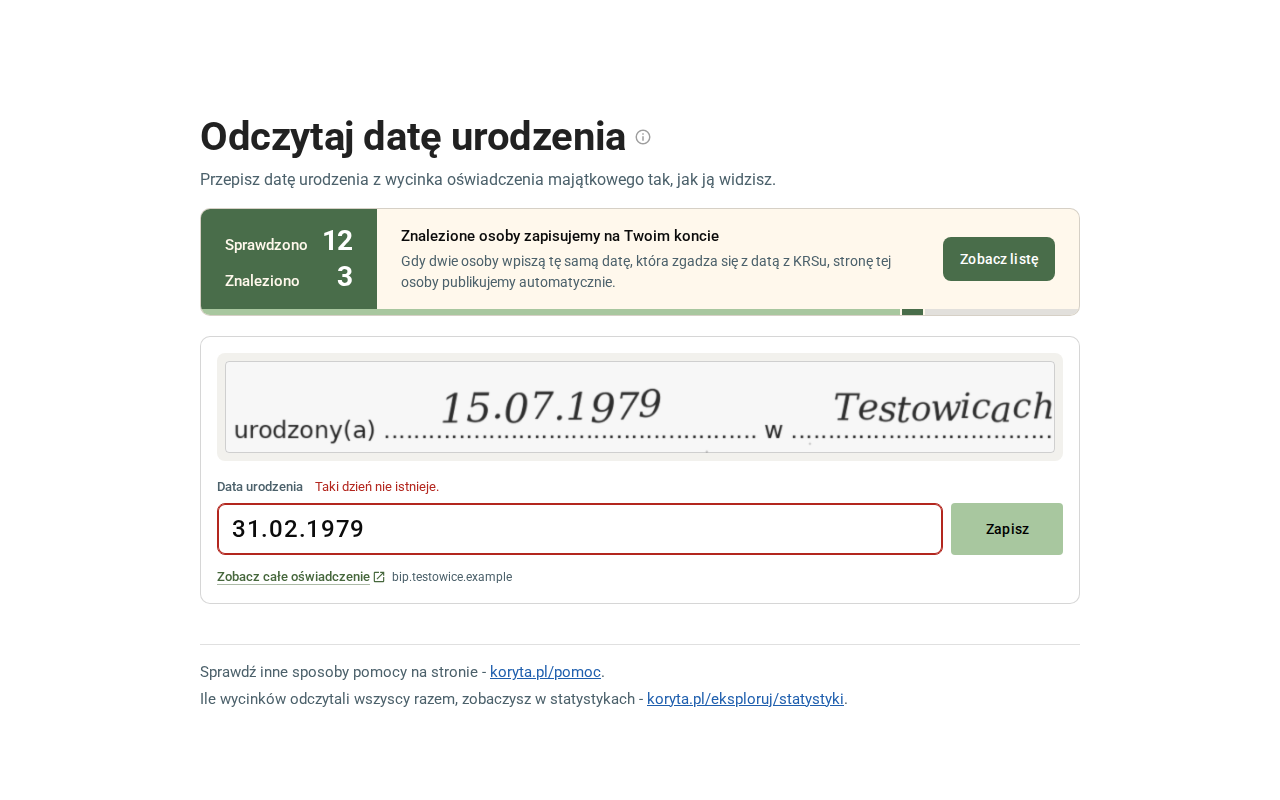 Odczytaj datę urodzenia
Przepisz datę urodzenia z wycinka oświadczenia majątkowego tak, jak ją widzisz.
Sprawdzono 12
Znaleziono 3
Znalezione osoby zapisujemy na Twoim koncie
Gdy dwie osoby wpiszą tę samą datę, która zgadza się z datą z KRSu, stronę tej
osoby publikujemy automatycznie.
Zobacz listę
15.07.1979 Testowicach
urodzony(a) .................................................. w ...................................
Data urodzenia Taki dzień nie istnieje.
31.02.1979
Zapisz
Zobacz całe oświadczenie bip.testowice.example
Sprawdź inne sposoby pomocy na stronie - koryta.pl/pomoc.
Ile wycinków odczytali wszyscy razem, zobaczysz w statystykach - koryta.pl/eksploruj/statystyki.